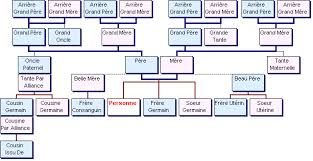 Arrière
Grand Père
Arrière
Grand Mère
Arrière
Grand Père
Arrière
Grand Mère
Arrière
Grand Père
Arrière
Grand Mère
Arrière
Grand Père
Arrière
Grand Mère
Grand Père
Grand
Oncle
Grand Mère
Grand Père
Grande
Tante
Grand Mère
Oncle
Paternel
Père
Mère
Tante
Maternelle
Tante Par
Alliance
Belle Mère
Beau Père
Cousin
Germain
Cousine
Germaine
Frère
Consanguin
Personne
Frère
Germain
Soeur
Germaine
Frère Utérin
Soeur
Utérine
Cousine
Par Alliance
Cousin
Issu De